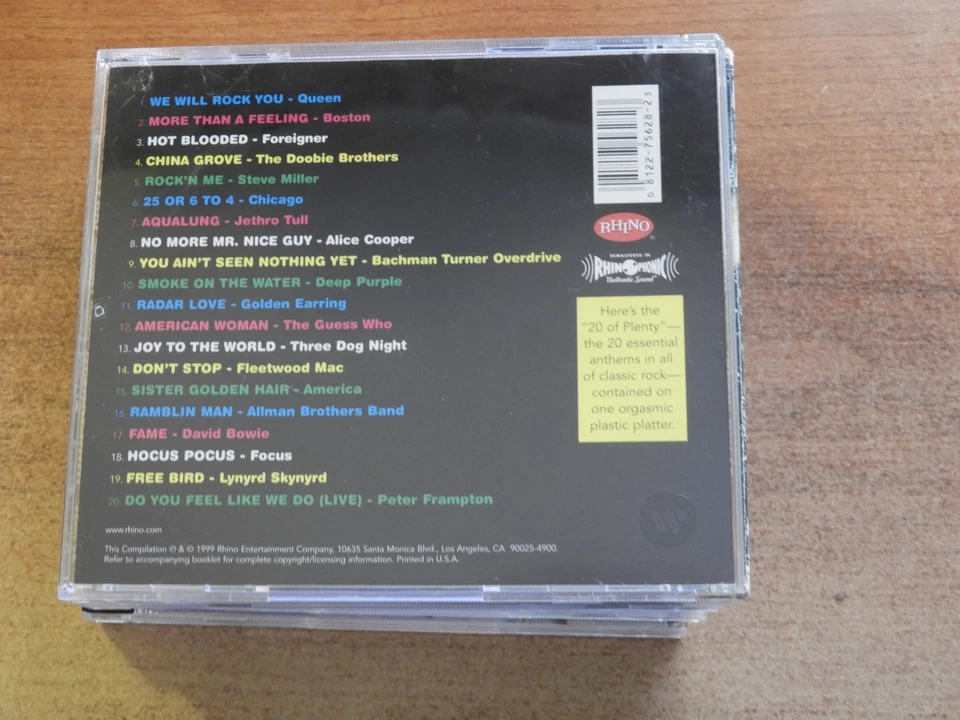 1. WE WILL ROCK YOU - Queen
2. MORE THAN A FEELING - Boston
3. HOT BLOODED - Foreigner
4. CHINA GROVE - The Doobie Brothers
5. ROCK'N ME - Steve Miller
6. 25 OR 6 TO 4 - Chicago
7. AQUALUNG - Jethro Tull
8. NO MORE MR. NICE GUY - Alice Cooper
9. YOU AIN'T SEEN NOTHING YET - Bachman Turner Overdrive
10. SMOKE ON THE WATER - Deep Purple
11. RADAR LOVE - Golden Earring
12. AMERICAN WOMAN - The Guess Who
13. JOY TO THE WORLD - Three Dog Night
14. DON'T STOP - Fleetwood Mac
15. SISTER GOLDEN HAIR - America
16. RAMBLIN MAN - Allman Brothers Band
17. FAME - David Bowie
18. HOCUS POCUS - Focus
19. FREE BIRD - Lynyrd Skynyrd
20. DO YOU FEEL LIKE WE DO (LIVE) - Peter Frampton
www.rhino.com
This Compilation ℗ & © 1999 Rhino Entertainment Company, 10635 Santa Monica Blvd., Los Angeles, CA 90025-4900.
Refer to accompanying booklet for complete copyright/licensing information. Printed in U.S.A.
0 8122-75628-2 3
RHINO
REMASTERED IN
RHINOPHONIC
"Authentic Sound"
Here's the
"20 of Plenty"—
the 20 essential
anthems in all
of classic rock—
contained on
one orgasmic
plastic platter.